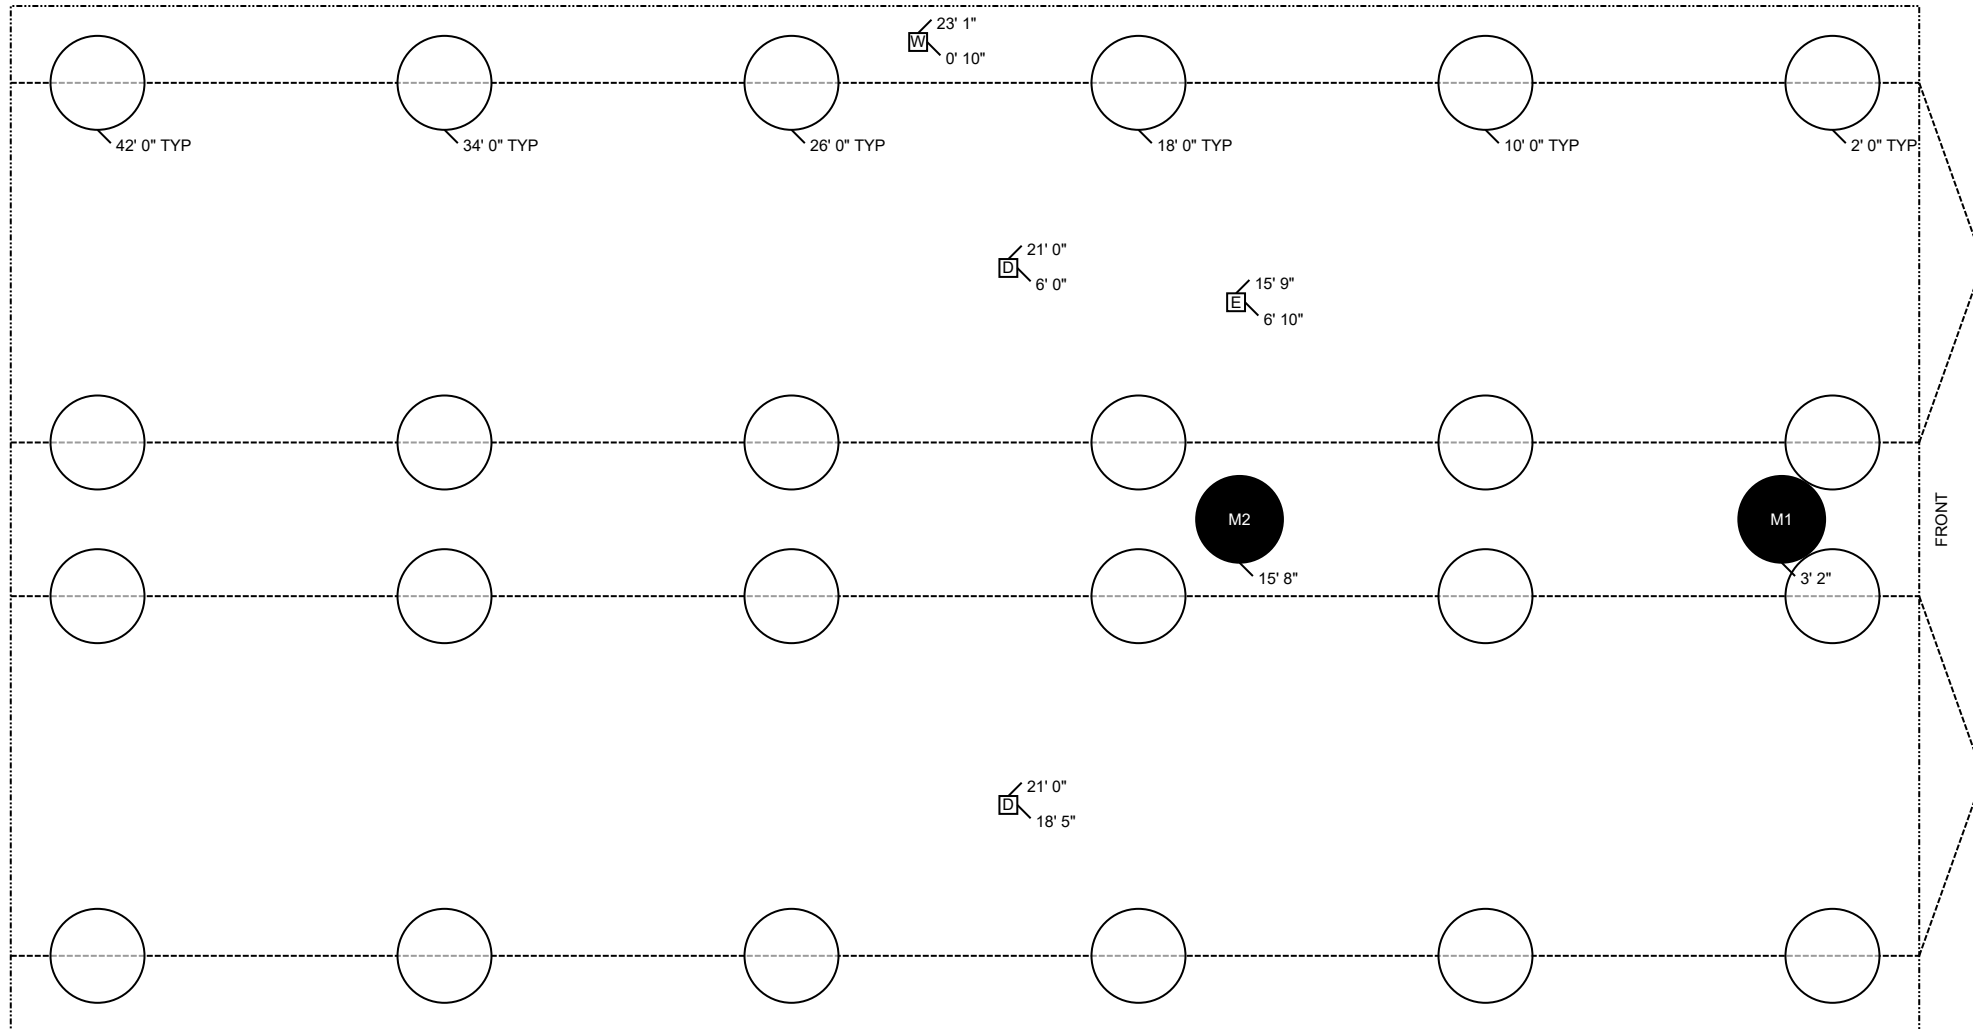 23' 1"
W
0' 10"
42' 0" TYP
34' 0" TYP
26' 0" TYP
18' 0" TYP
10' 0" TYP
2' 0" TYP
21' 0"
D
6' 0"
15' 9"
E
6' 10"
M2
M1
FRONT
15' 8"
3' 2"
21' 0"
D
18' 5"